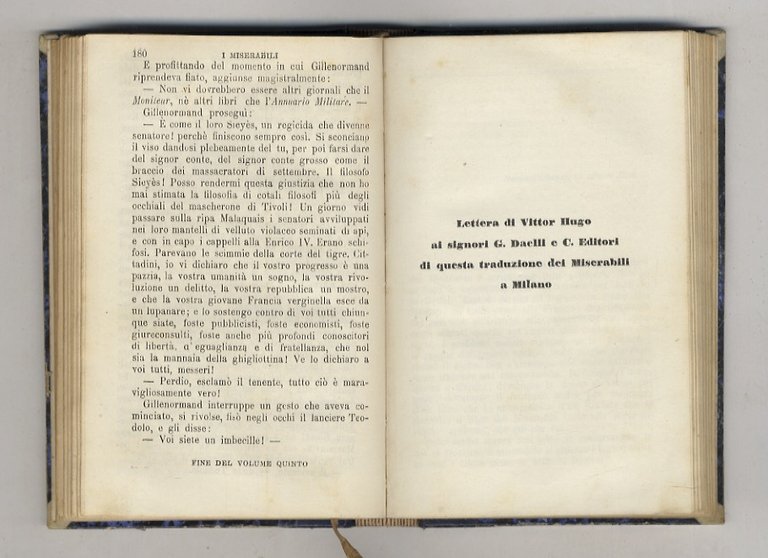 180 I MISERABILI
E profittando del momento in cui Gillenormand
riprendeva fiato, aggiunse magistralmente:
— Non vi dovrebbero essere altri giornali che il
Moniteur, nè altri libri che l'Annuario Militare. —
Gillenormand proseguì:
— È come il loro Sieyès, un regicida che divenne
senatore! perchè finiscono sempre così. Si sconciano
il viso dandosi plebeamente del tu, per poi farsi dare
del signor conte, del signor conte grosso come il
braccio dei massacratori di settembre. Il filosofo
Sieyès! Posso rendermi questa giustizia che non ho
mai stimata la filosofia di cotali filosofi più degli
occhiali del mascherone di Tivoli! Un giorno vidi
passare sulla ripa Malaquais i senatori avviluppati
nei loro mantelli di velluto violaceo seminati di api,
e con in capo i cappelli alla Enrico IV. Erano schi-
fosi. Parevano le scimmie della corte del tigre. Cit-
tadini, io vi dichiaro che il vostro progresso è una
pazzia, la vostra umanità un sogno, la vostra rivo-
luzione un delitto, la vostra repubblica un mostro,
e che la vostra giovane Francia verginella esce da
un lupanare; e lo sostengo contro di voi tutti chiun-
que siate, foste pubblicisti, foste economisti, foste
giureconsulti, foste anche più profondi conoscitori
di libertà, d'eguaglianza e di fratellanza, che nol
sia la mannaia della ghigliottina! Ve lo dichiaro a
voi tutti, messeri!
— Perdio, esclamò il tenente, tutto ciò è mara-
vigliosamente vero!
Gillenormand interruppe un gesto che aveva co-
minciato, si rivolse, fisò negli occhi il lanciere Teo-
dolo, e gli disse:
— Voi siete un imbecille! —
FINE DEL VOLUME QUINTO
Lettera di Vittor Hugo
ai signori G. Daelli e C. Editori
di questa traduzione dei Miserabili
a Milano